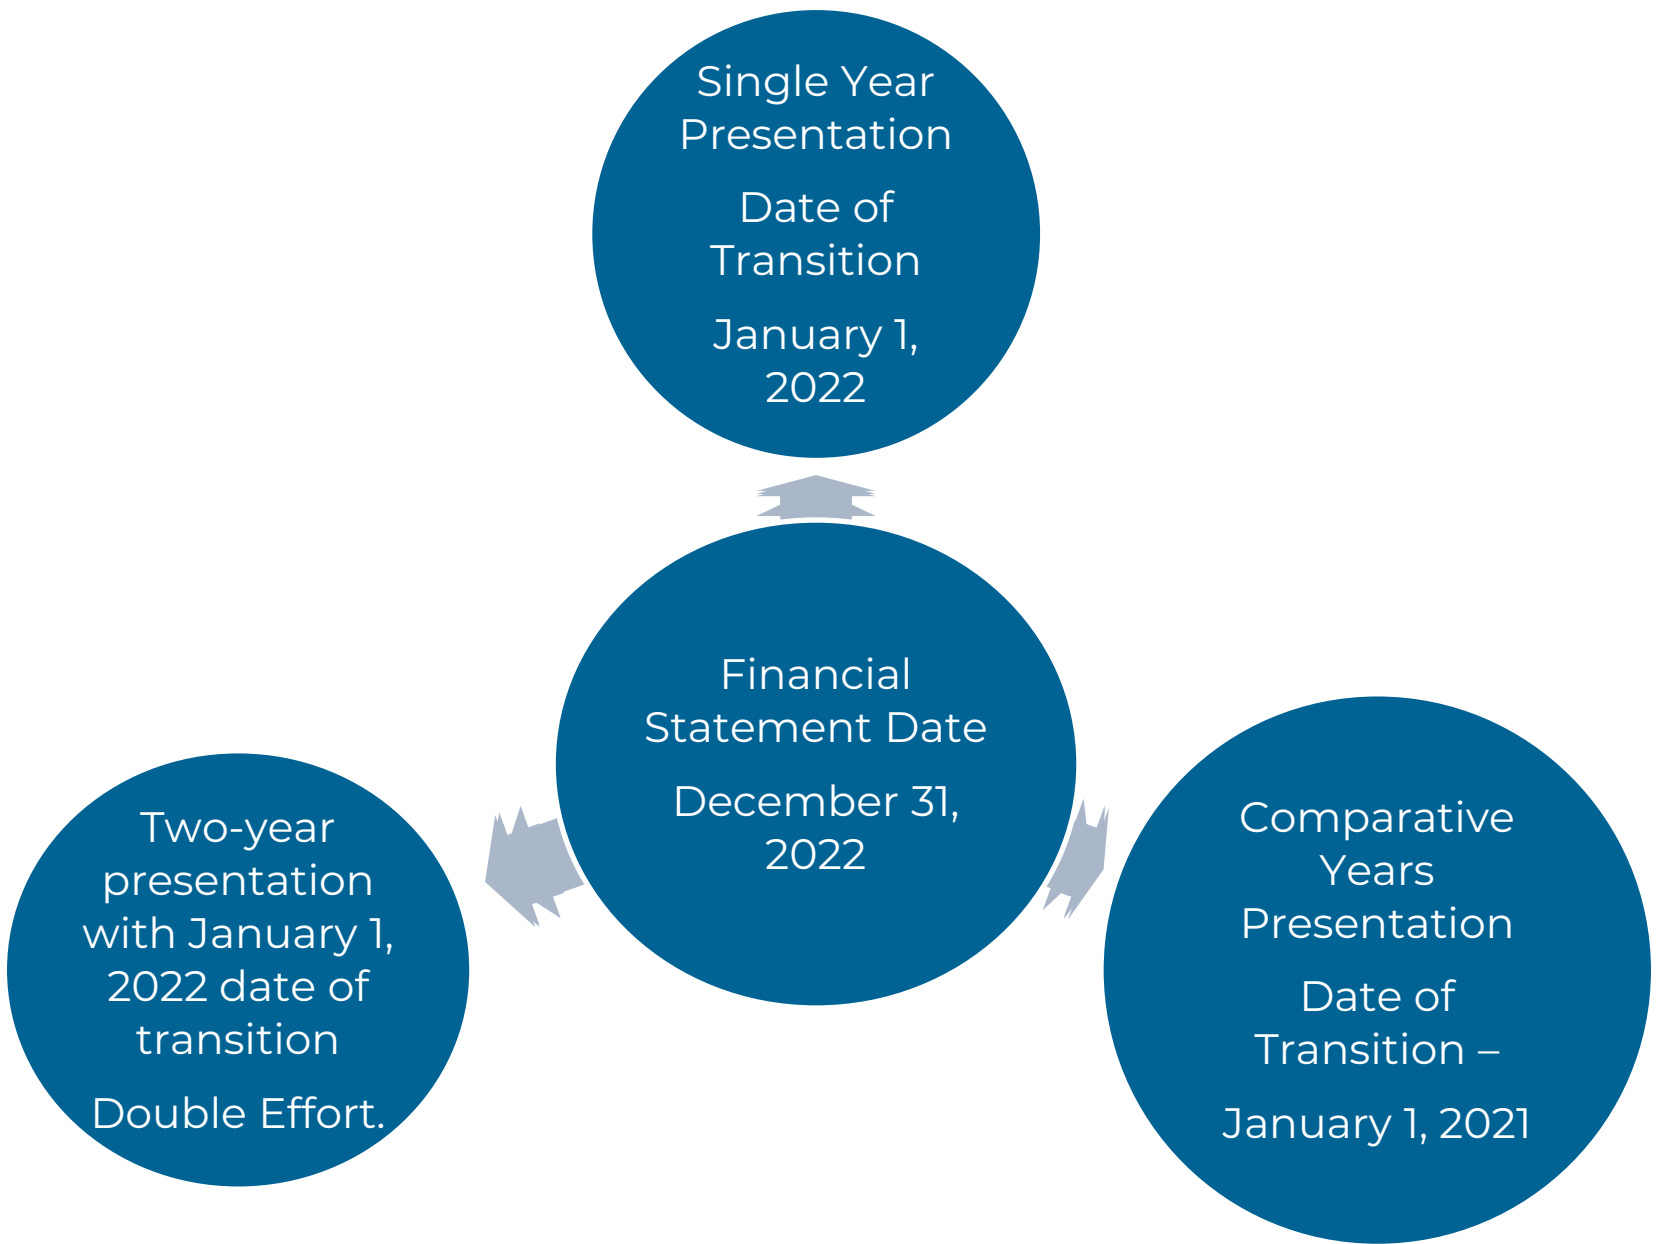 Single Year
Presentation
Date of
Transition
January 1,
2022
Financial
Statement Date
December 31,
2022
Two-year
presentation
with January 1,
2022 date of
transition
Double Effort.
Comparative
Years
Presentation
Date of
Transition –
January 1, 2021